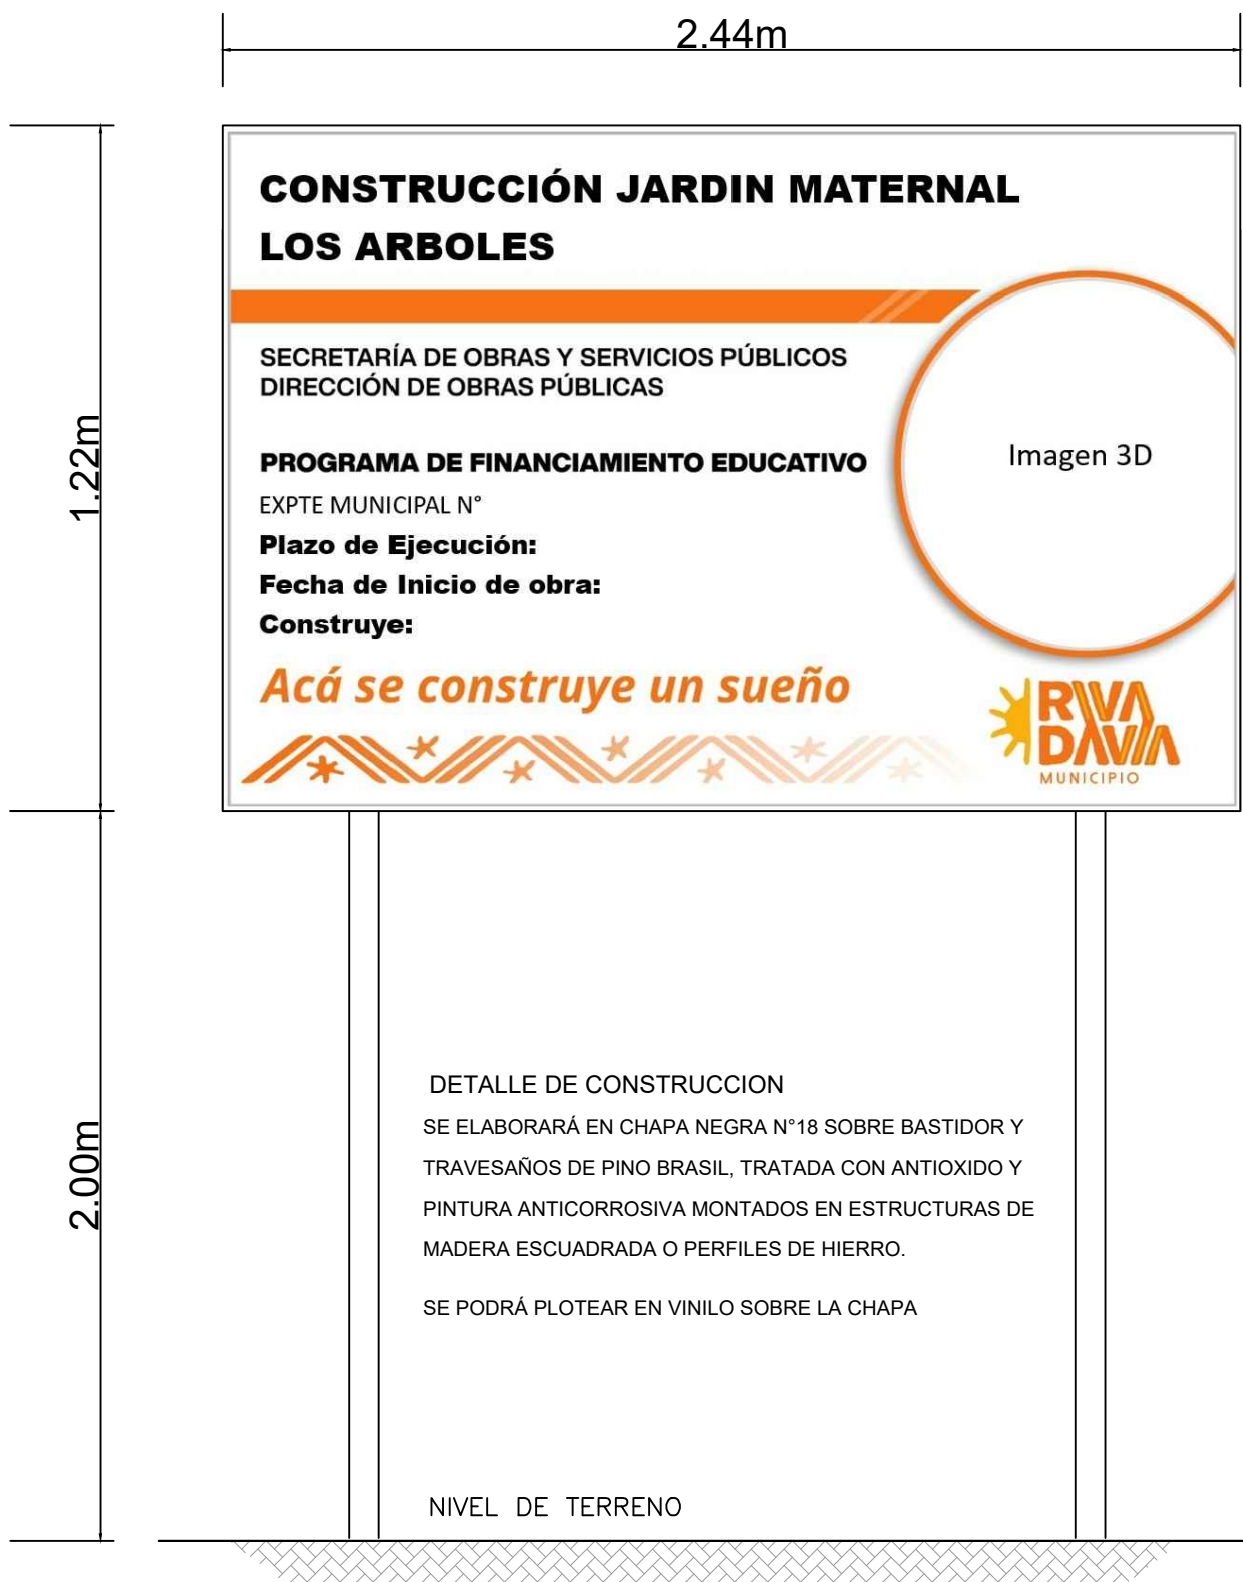 2.44m
CONSTRUCCIÓN JARDIN MATERNAL
LOS ARBOLES
SECRETARÍA DE OBRAS Y SERVICIOS PÚBLICOS
DIRECCIÓN DE OBRAS PÚBLICAS
1.22m
PROGRAMA DE FINANCIAMIENTO EDUCATIVO
Imagen 3D
EXPTE MUNICIPAL N°
Plazo de Ejecución:
Fecha de Inicio de obra:
Construye:
Acá se construye un sueño
RIVA
DAVIA
MUNICIPIO
2.00m
DETALLE DE CONSTRUCCION
SE ELABORARÁ EN CHAPA NEGRA N°18 SOBRE BASTIDOR Y
TRAVESAÑOS DE PINO BRASIL, TRATADA CON ANTIOXIDO Y
PINTURA ANTICORROSIVA MONTADOS EN ESTRUCTURAS DE
MADERA ESCUADRADA O PERFILES DE HIERRO.
SE PODRÁ PLOTEAR EN VINILO SOBRE LA CHAPA
NIVEL DE TERRENO